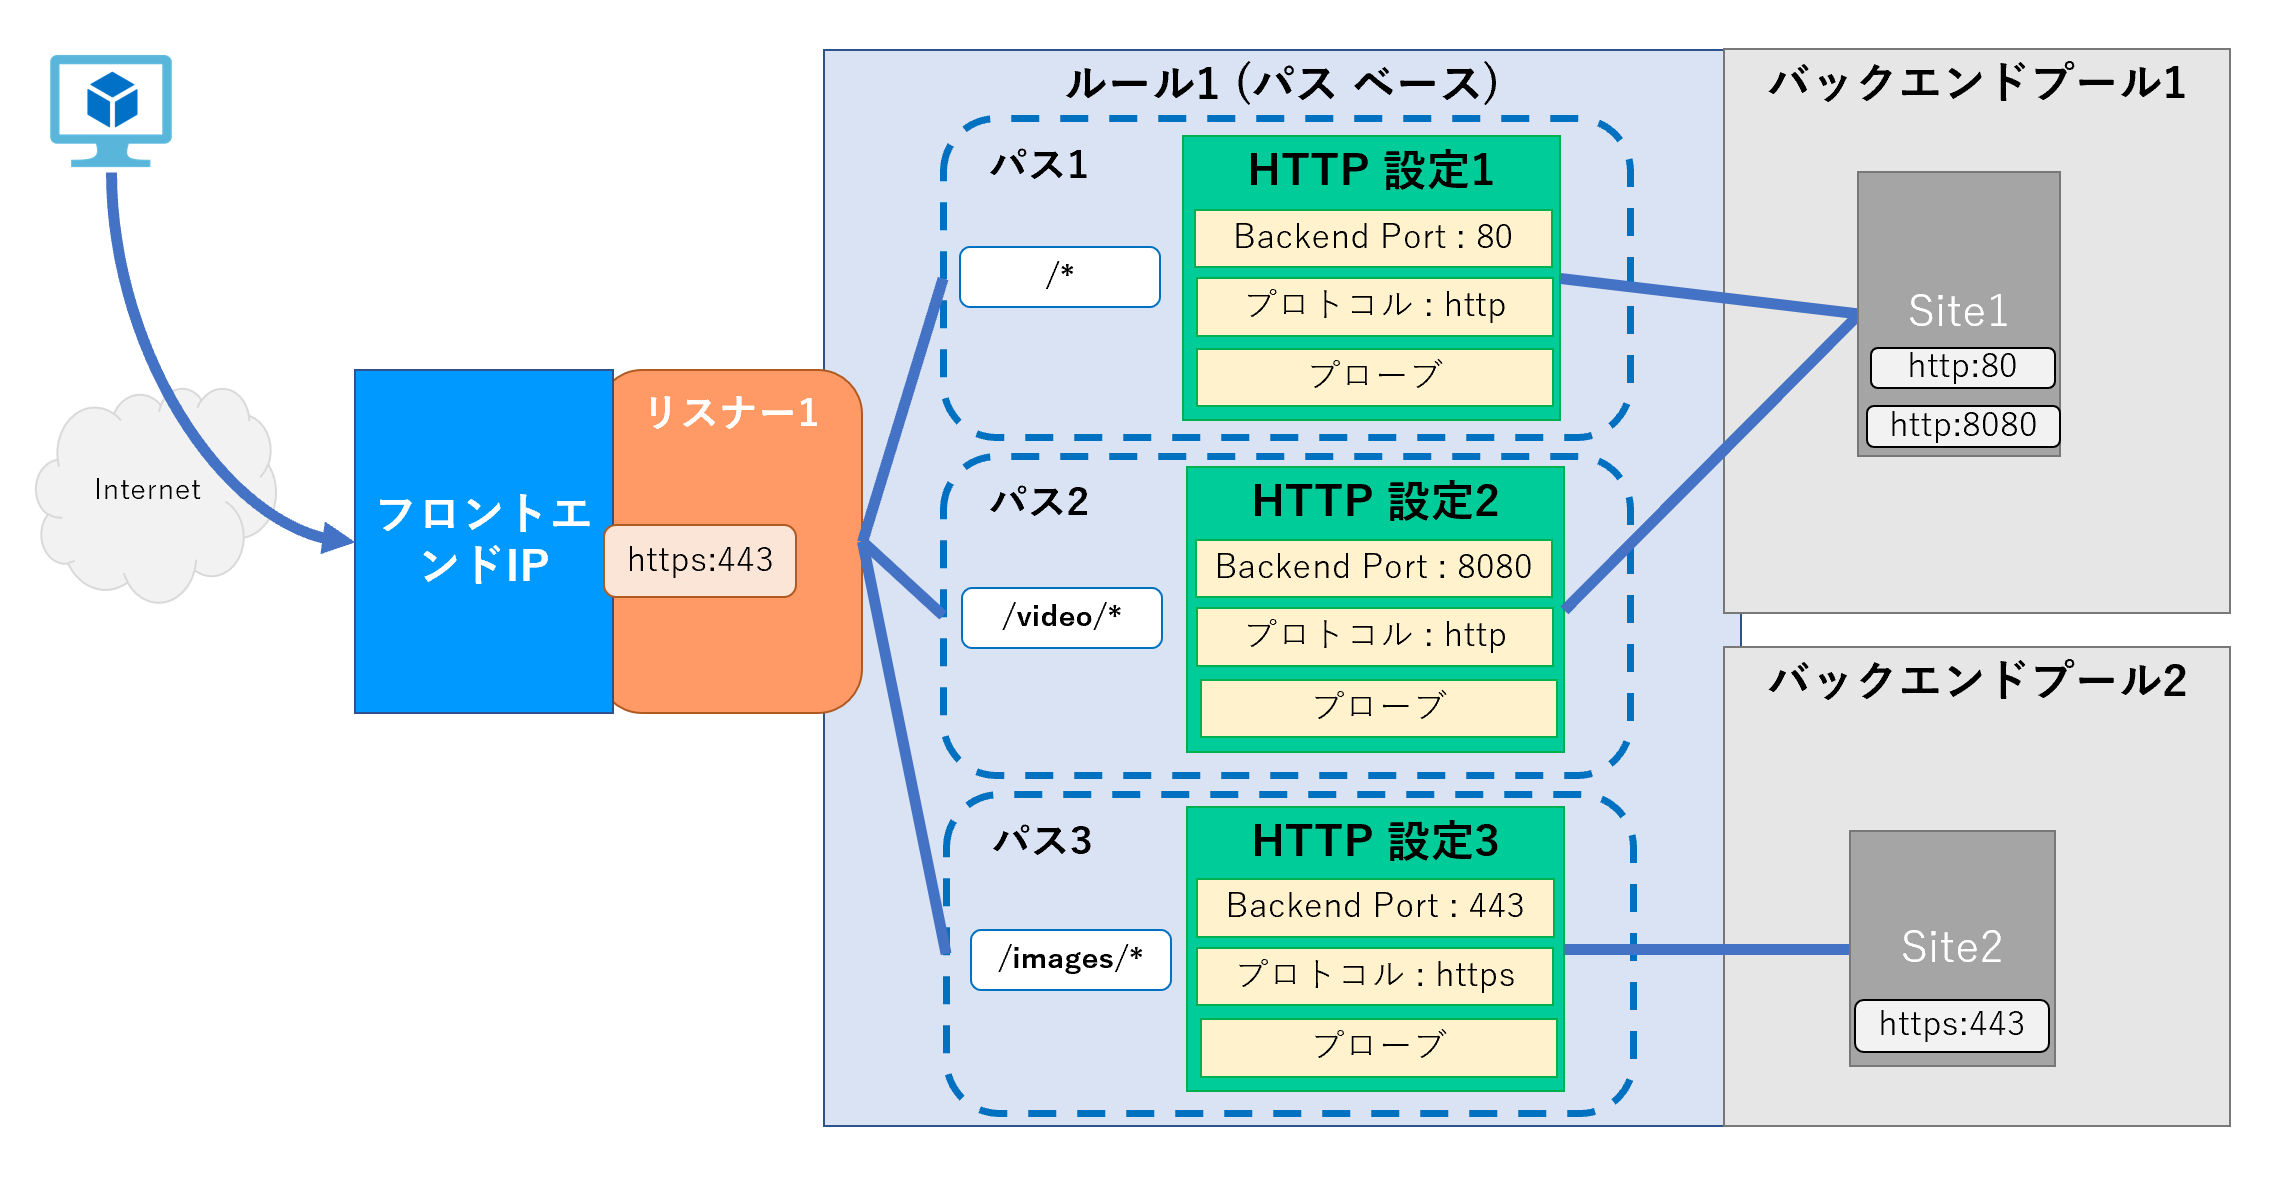 Internet
フロントエ
ンドIP
リスナー1
https:443
ルール1 (パス ベース)
パス1
/*
HTTP 設定1
Backend Port : 80
プロトコル : http
プローブ
パス2
/video/*
HTTP 設定2
Backend Port : 8080
プロトコル : http
プローブ
パス3
/images/*
HTTP 設定3
Backend Port : 443
プロトコル : https
プローブ
バックエンドプール1
Site1
http:80
http:8080
バックエンドプール2
Site2
https:443